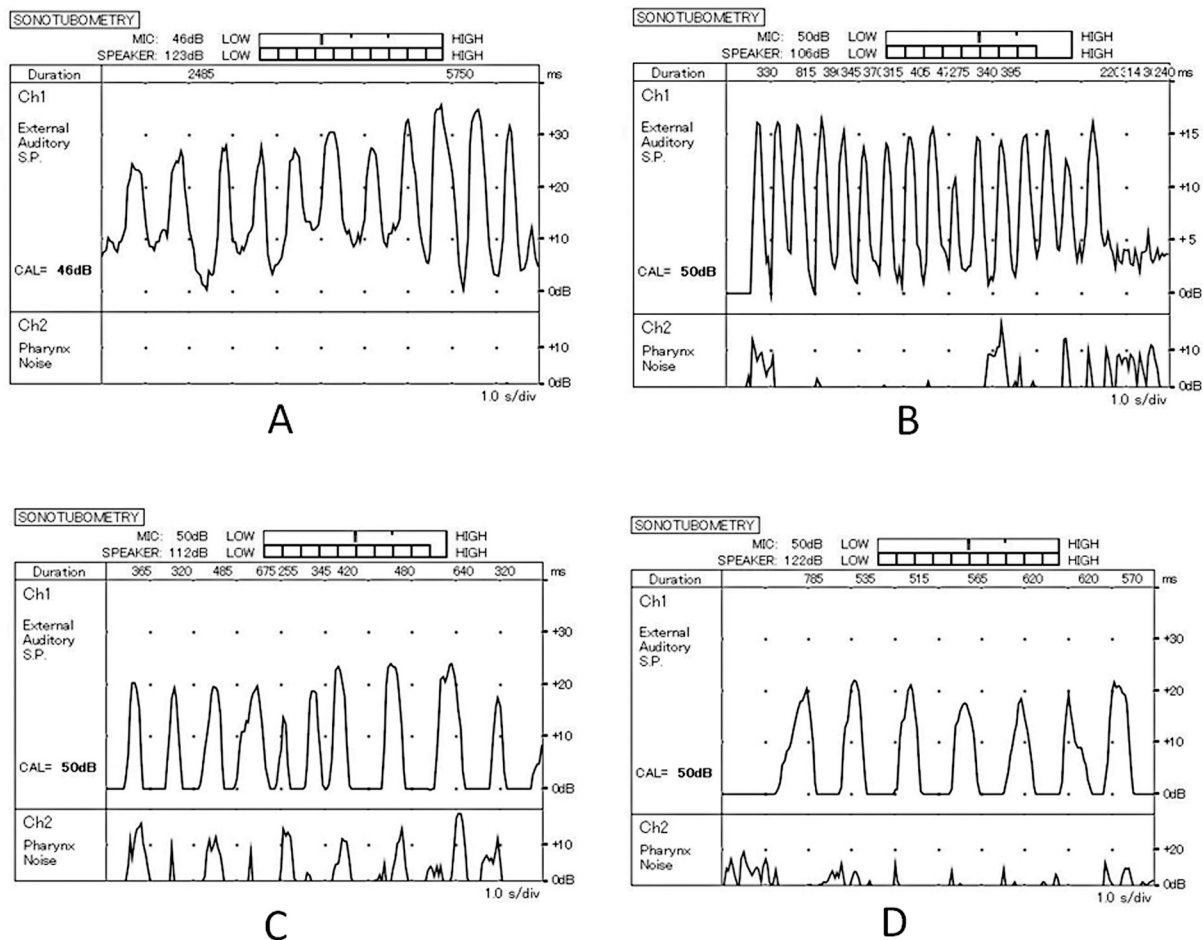 SONOTUBOMETRY
MIC: 46dB LOW HIGH
SPEAKER: 123dB LOW HIGH
Duration 2485 5750 ms
Ch1
External
Auditory
S.P.
+30
+20
+10
CAL= 46dB
0dB
Ch2
Pharynx
Noise
+10
0dB
1.0 s/div
A
SONOTUBOMETRY
MIC: 50dB LOW HIGH
SPEAKER: 106dB LOW HIGH
Duration 330 815 345 315 405 275 340 395 240 ms
Ch1
External
Auditory
S.P.
+15
+10
+5
CAL= 50dB
0dB
Ch2
Pharynx
Noise
+10
0dB
1.0 s/div
B
SONOTUBOMETRY
MIC: 50dB LOW HIGH
SPEAKER: 112dB LOW HIGH
Duration 365 320 485 675 255 345 420 480 640 320 ms
Ch1
External
Auditory
S.P.
+30
+20
+10
CAL= 50dB
0dB
Ch2
Pharynx
Noise
+10
0dB
1.0 s/div
C
SONOTUBOMETRY
MIC: 50dB LOW HIGH
SPEAKER: 122dB LOW HIGH
Duration 785 535 515 565 620 620 570 ms
Ch1
External
Auditory
S.P.
+30
+20
+10
CAL= 50dB
0dB
Ch2
Pharynx
Noise
+20
0dB
1.0 s/div
D